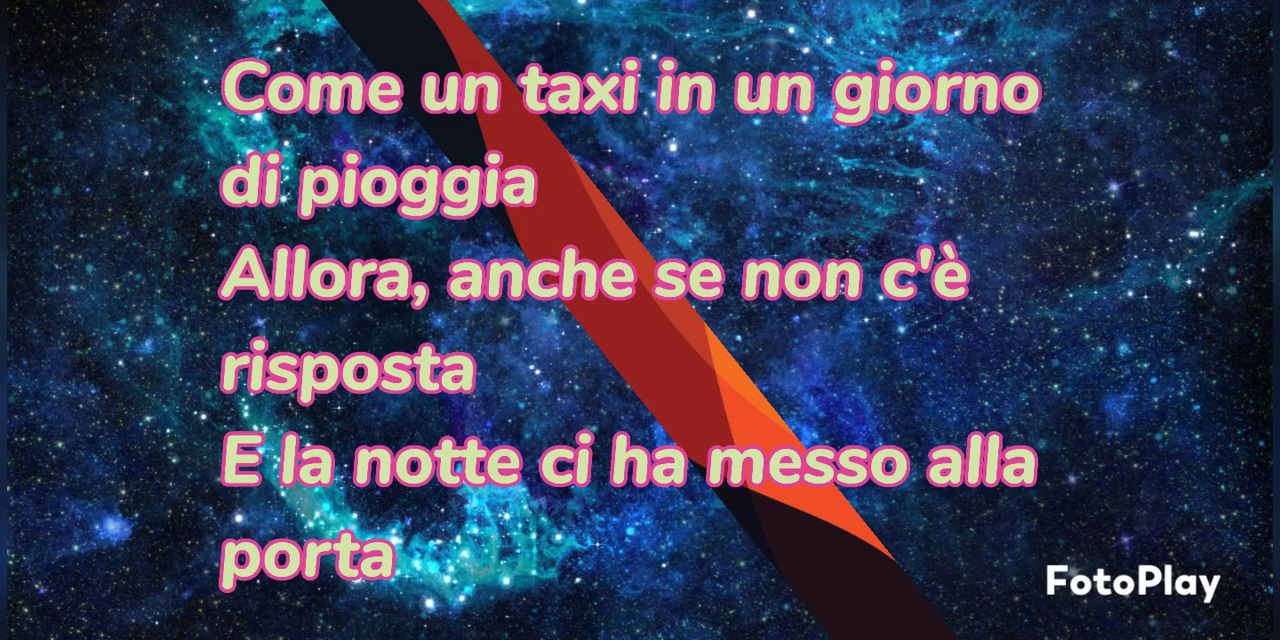 Come un taxi in un giorno
di pioggia
Allora, anche se non c'è
risposta
E la notte ci ha messo alla
porta
FotoPlay